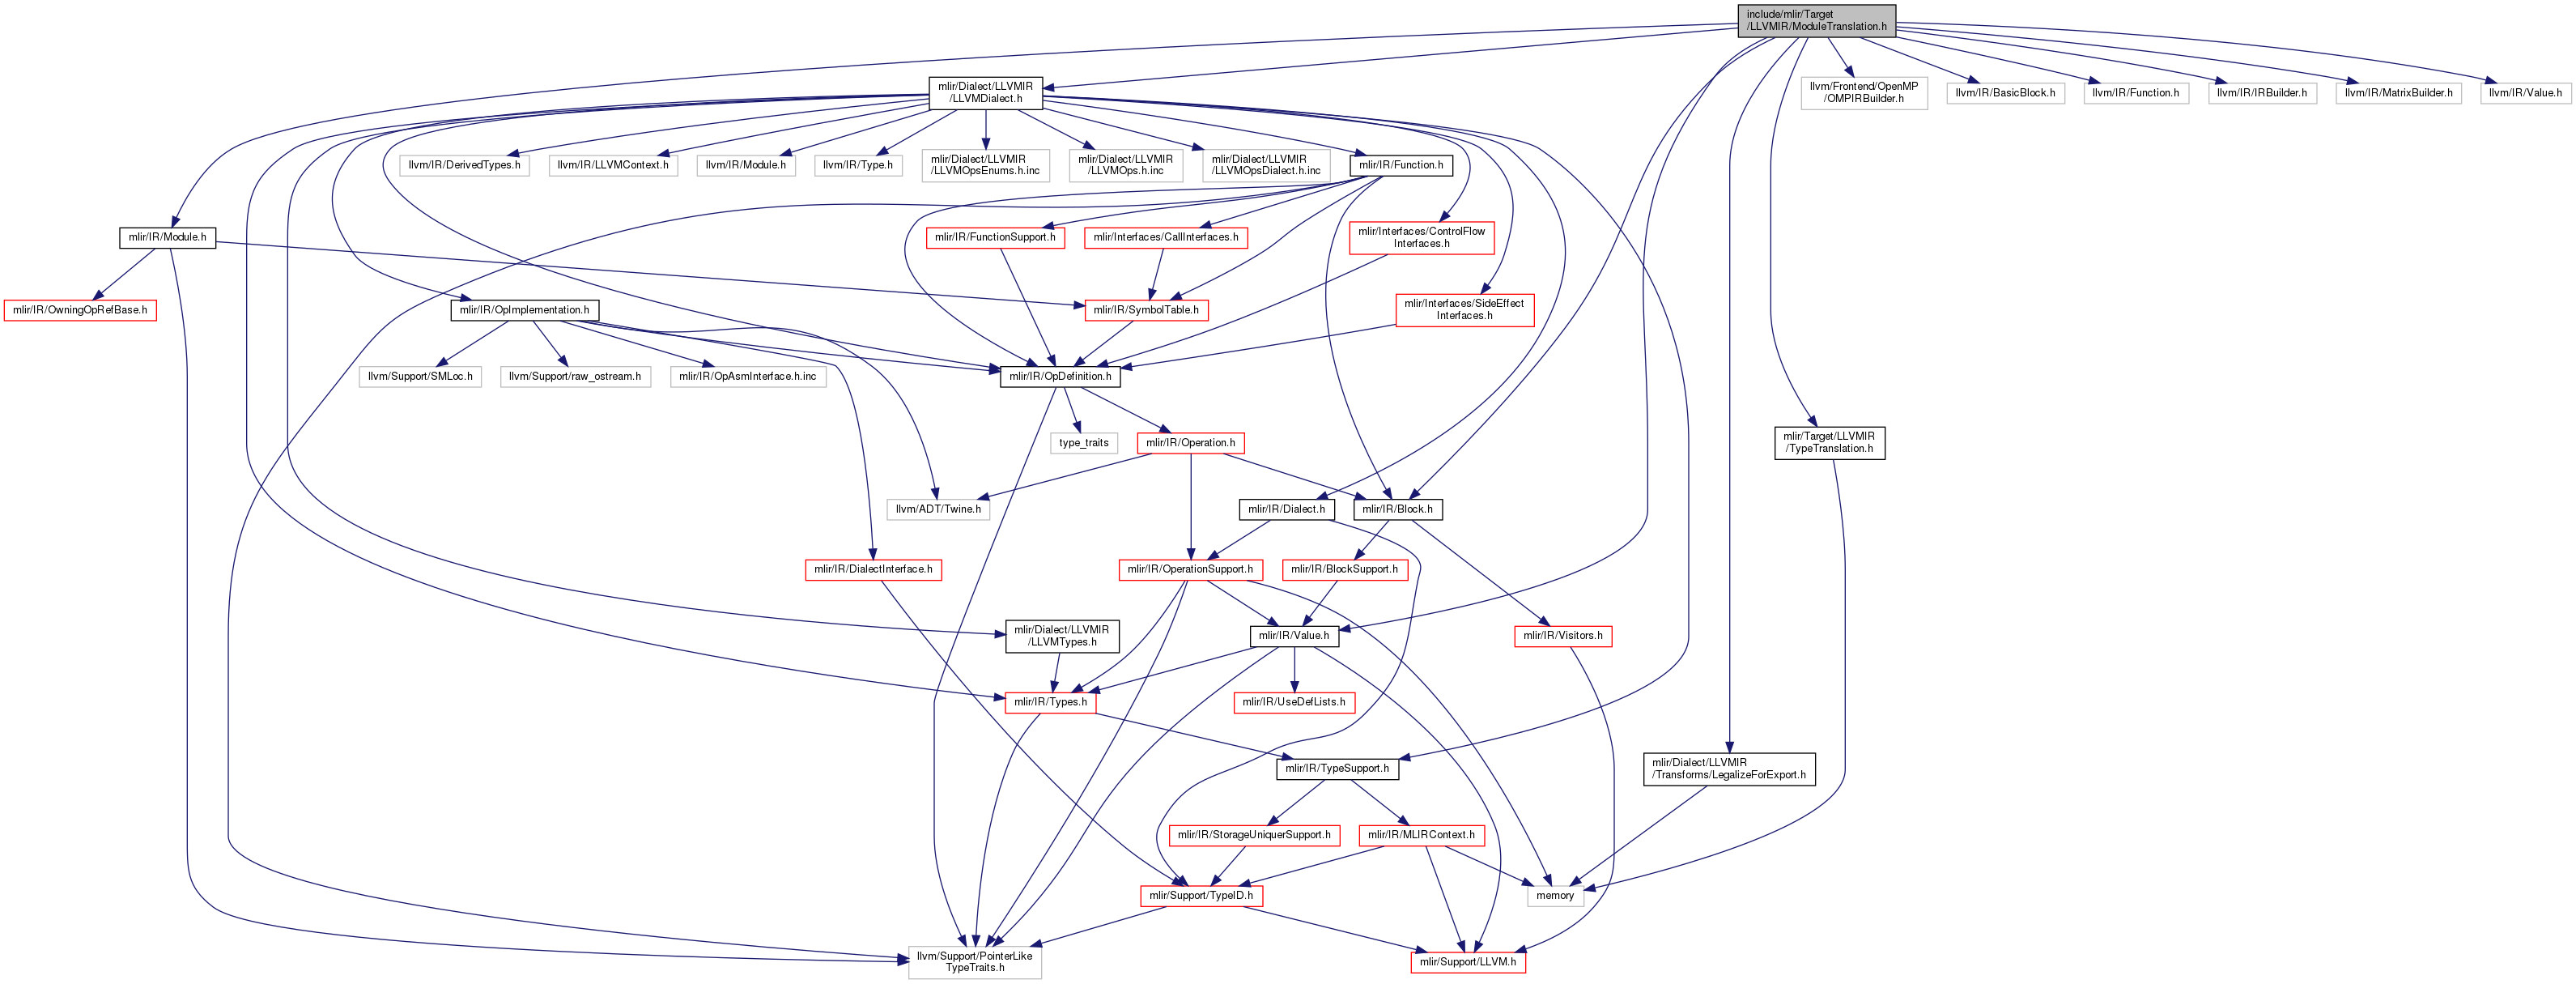 include/mlir/Target
/LLVMIR/ModuleTranslation.h
mlir/Dialect/LLVMIR
/LLVMDialect.h
llvm/Frontend/OpenMP
/OMPIRBuilder.h
llvm/IR/BasicBlock.h
llvm/IR/Function.h
llvm/IR/IRBuilder.h
llvm/IR/MatrixBuilder.h
llvm/IR/Value.h
llvm/IR/DerivedTypes.h
llvm/IR/LLVMContext.h
llvm/IR/Module.h
llvm/IR/Type.h
mlir/Dialect/LLVMIR
/LLVMOpsEnums.h.inc
mlir/Dialect/LLVMIR
/LLVMOps.h.inc
mlir/Dialect/LLVMIR
/LLVMOpsDialect.h.inc
mlir/IR/Function.h
mlir/IR/Module.h
mlir/IR/FunctionSupport.h
mlir/Interfaces/CallInterfaces.h
mlir/Interfaces/ControlFlow
Interfaces.h
mlir/IR/OwningOpRefBase.h
mlir/IR/OpImplementation.h
mlir/IR/SymbolTable.h
mlir/Interfaces/SideEffect
Interfaces.h
llvm/Support/SMLoc.h
llvm/Support/raw_ostream.h
mlir/IR/OpAsmInterface.h.inc
mlir/IR/OpDefinition.h
type_traits
mlir/IR/Operation.h
mlir/Target/LLVMIR
/TypeTranslation.h
llvm/ADT/Twine.h
mlir/IR/Dialect.h
mlir/IR/Block.h
mlir/IR/DialectInterface.h
mlir/IR/OperationSupport.h
mlir/IR/BlockSupport.h
mlir/Dialect/LLVMIR
/LLVMTypes.h
mlir/IR/Value.h
mlir/IR/Visitors.h
mlir/IR/Types.h
mlir/IR/UseDefLists.h
mlir/IR/TypeSupport.h
mlir/Dialect/LLVMIR
/Transforms/LegalizeForExport.h
mlir/IR/StorageUniquerSupport.h
mlir/IR/MLIRContext.h
mlir/Support/TypeID.h
memory
llvm/Support/PointerLike
TypeTraits.h
mlir/Support/LLVM.h